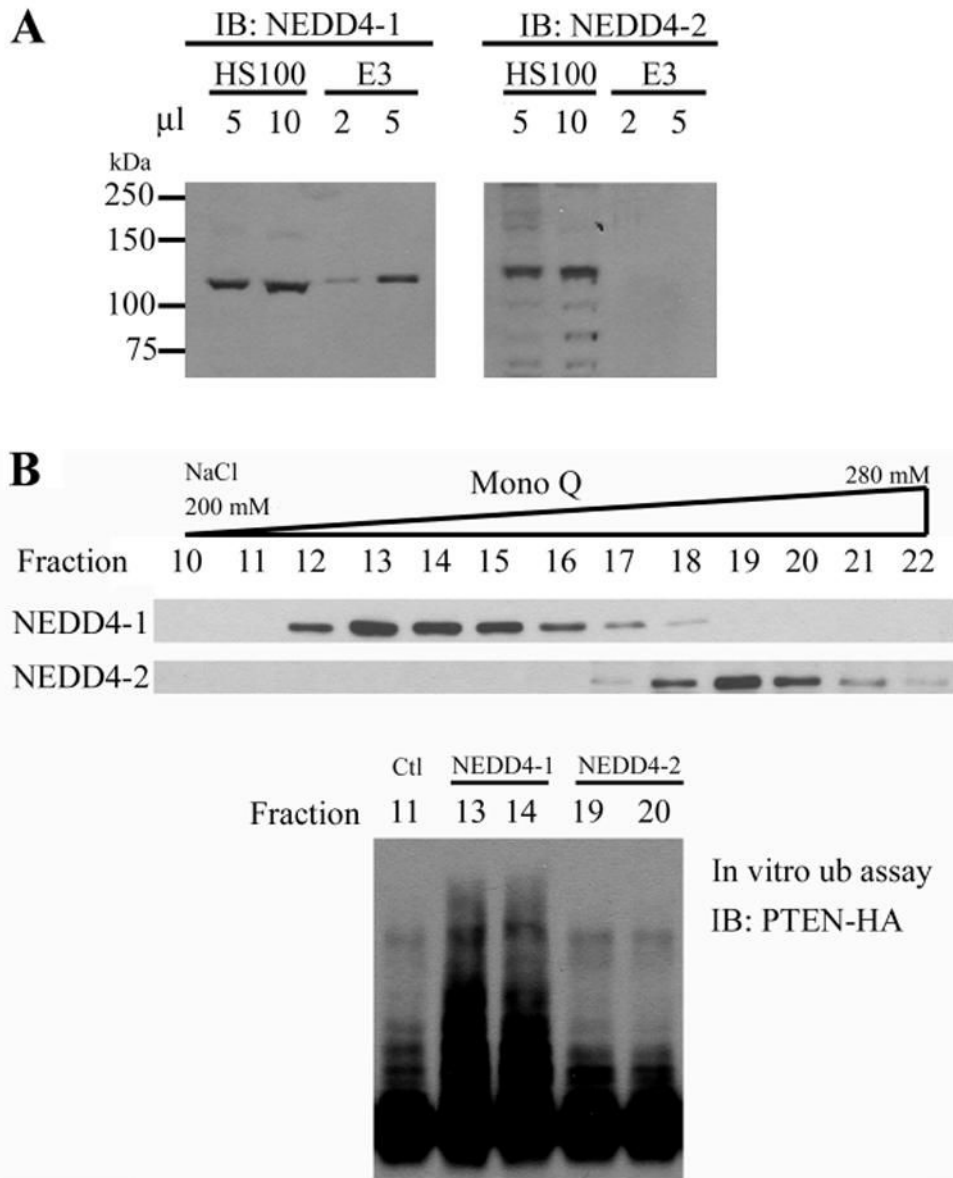 A
IB: NEDD4-1 IB: NEDD4-2
HS100 E3 HS100 E3
µl 5 10 2 5 5 10 2 5
kDa
250
150
100
75
B
NaCl
200 mM
Mono Q
280 mM
Fraction 10 11 12 13 14 15 16 17 18 19 20 21 22
NEDD4-1
NEDD4-2
Ctl NEDD4-1 NEDD4-2
Fraction 11 13 14 19 20
In vitro ub assay
IB: PTEN-HA